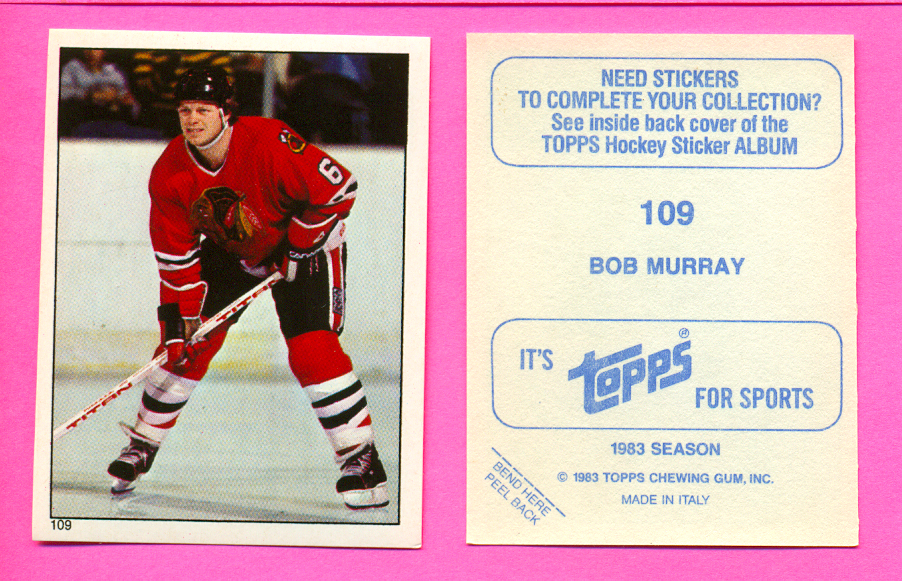 6
TITAN
TITAN
109
NEED STICKERS
TO COMPLETE YOUR COLLECTION?
See inside back cover of the
TOPPS Hockey Sticker ALBUM
109
BOB MURRAY
IT'S topps® FOR SPORTS
1983 SEASON
© 1983 TOPPS CHEWING GUM, INC.
MADE IN ITALY
BEND HERE
PEEL BACK